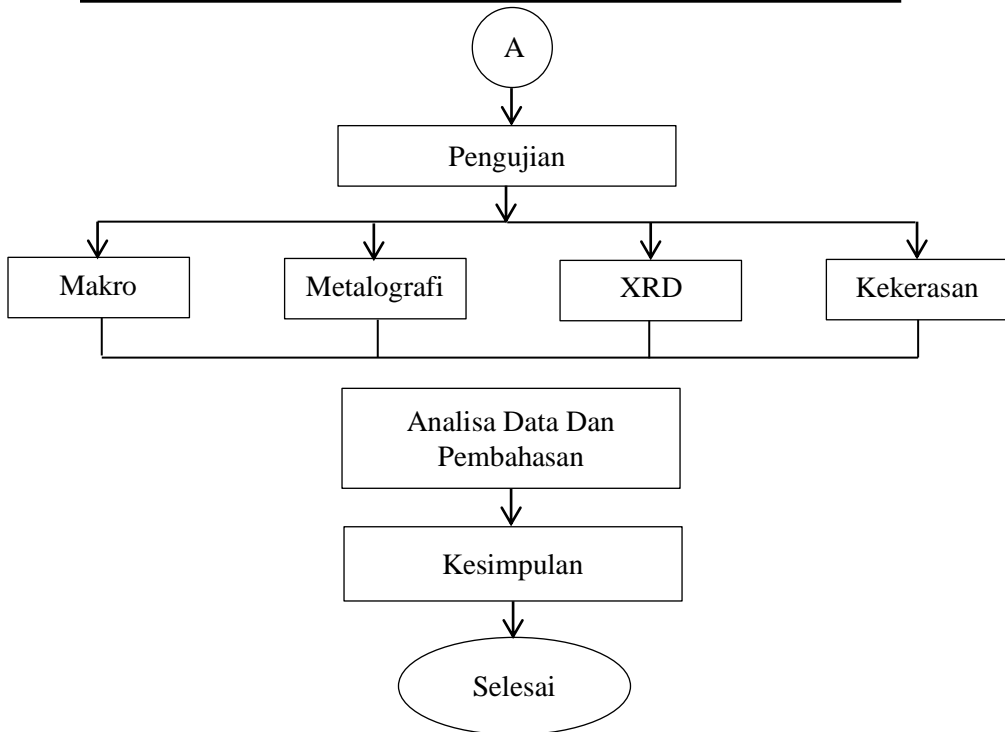 A
Pengujian
Makro
Metalografi
XRD
Kekerasan
Analisa Data Dan
Pembahasan
Kesimpulan
Selesai